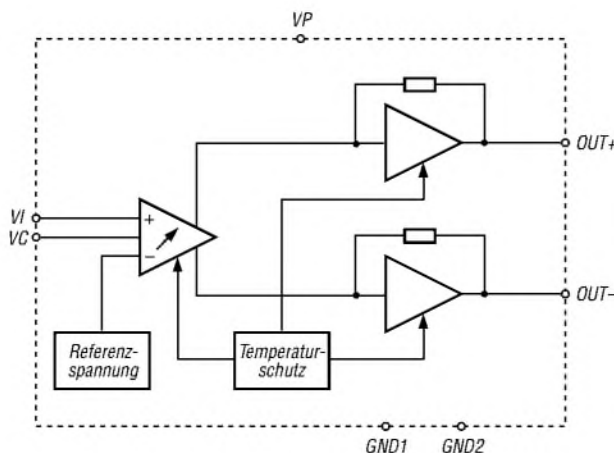 VP
OUT+
VI
VC
+
−
OUT−
Referenz-
spannung
Temperatur-
schutz
GND1
GND2